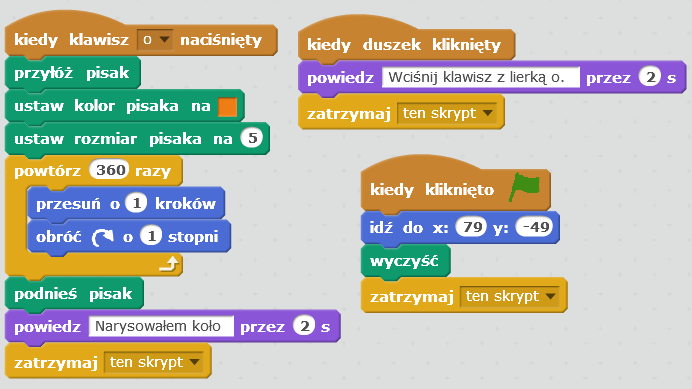 kiedy klawisz o naciśnięty
przyłóż pisak
ustaw kolor pisaka na
ustaw rozmiar pisaka na 5
powtórz 360 razy
przesuń o 1 kroków
obróć o 1 stopni
podnieś pisak
powiedz Narysowałem koło przez 2 s
zatrzymaj ten skrypt
kiedy duszek kliknięty
powiedz Wciśnij klawisz z lierką o. przez 2 s
zatrzymaj ten skrypt
kiedy kliknięto
idź do x: 79 y: -49
wyczyść
zatrzymaj ten skrypt